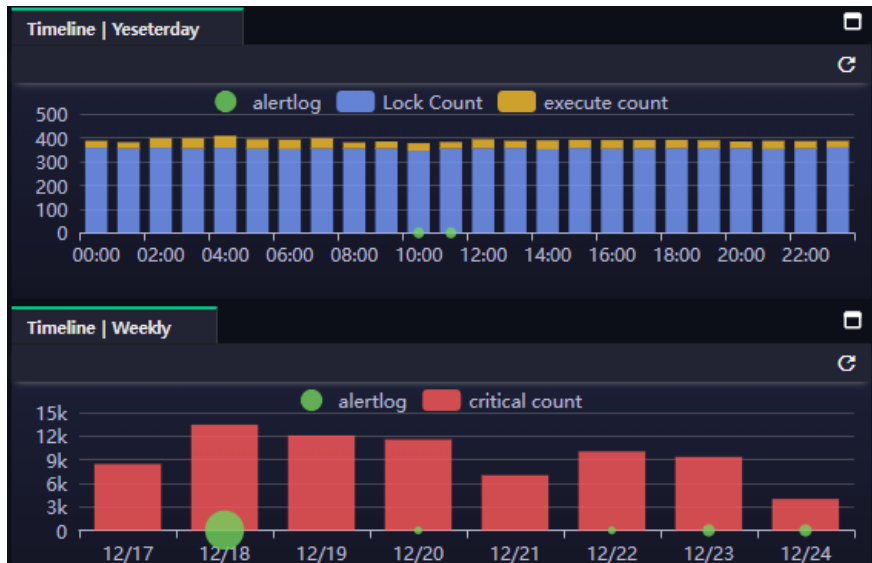 Timeline | Yeseterday
alertlog Lock Count execute count
500
400
300
200
100
0
00:00 02:00 04:00 06:00 08:00 10:00 12:00 14:00 16:00 18:00 20:00 22:00
Timeline | Weekly
alertlog critical count
15k
12k
9k
6k
3k
0
12/17 12/18 12/19 12/20 12/21 12/22 12/23 12/24